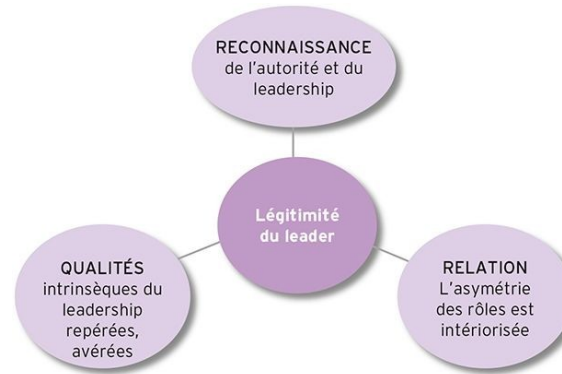 RECONNAISSANCE
de l'autorité et du
leadership
Légitimité
du leader
QUALITÉS
intrinsèques du
leadership
repérées,
avérées
RELATION
L'asymétrie
des rôles est
intériorisée